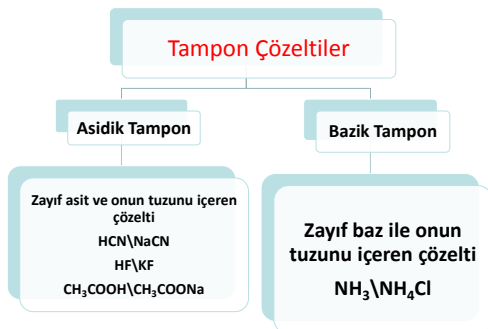 Tampon Çözeltiler
Asidik Tampon
Zayıf asit ve onun tuzunu içeren
çözelti
HCN\NaCN
HF\KF
CH₃COOH\CH₃COONa
Bazik Tampon
Zayıf baz ile onun
tuzunu içeren çözelti
NH₃\NH₄Cl